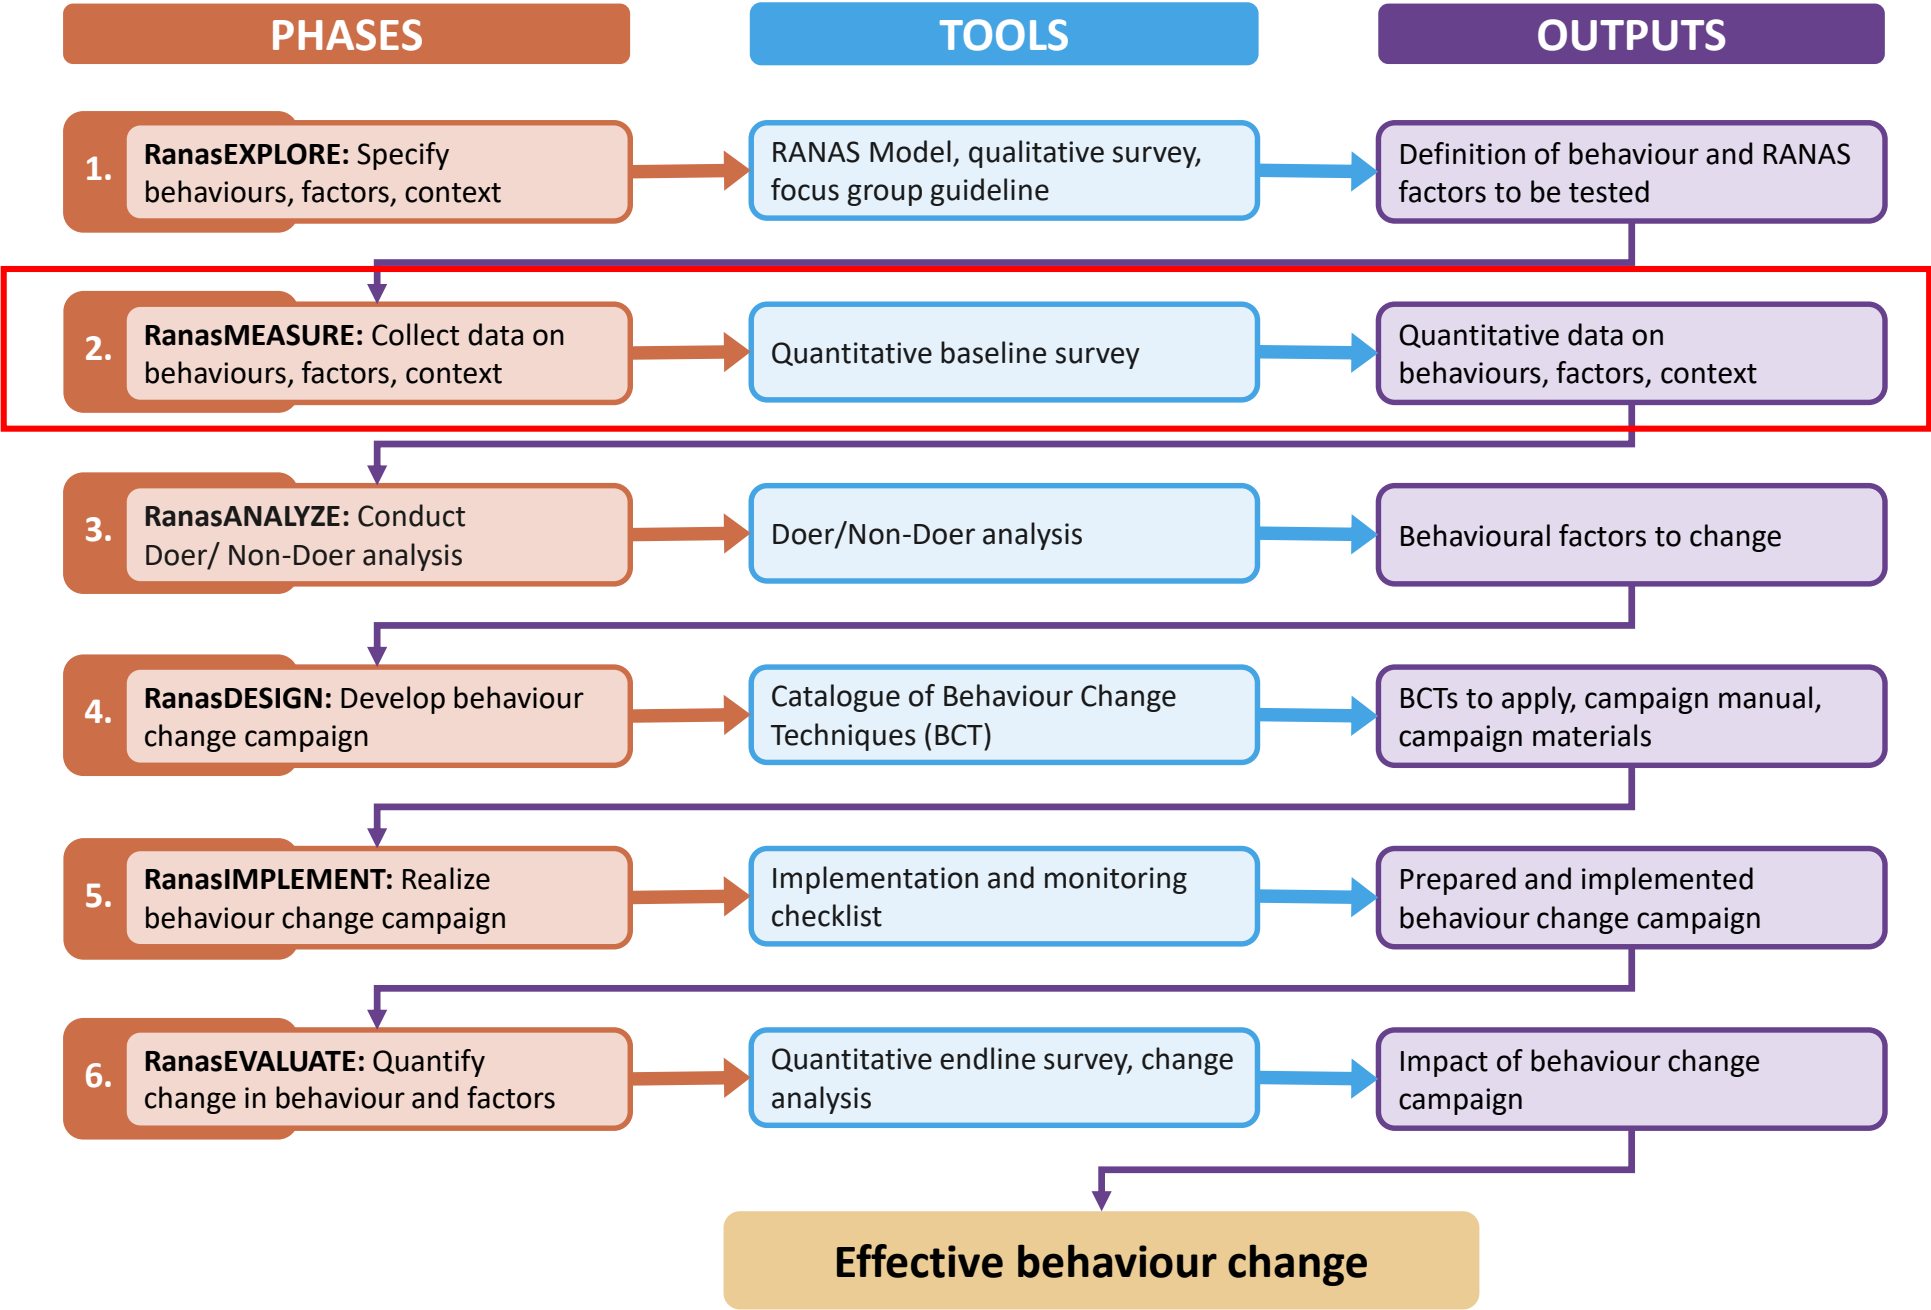 PHASES
TOOLS
OUTPUTS
1.
RanasEXPLORE: Specify
behaviours, factors, context
RANAS Model, qualitative survey,
focus group guideline
Definition of behaviour and RANAS
factors to be tested
2.
RanasMEASURE: Collect data on
behaviours, factors, context
Quantitative baseline survey
Quantitative data on
behaviours, factors, context
3.
RanasANALYZE: Conduct
Doer/ Non-Doer analysis
Doer/Non-Doer analysis
Behavioural factors to change
4.
RanasDESIGN: Develop behaviour
change campaign
Catalogue of Behaviour Change
Techniques (BCT)
BCTs to apply, campaign manual,
campaign materials
5.
RanasIMPLEMENT: Realize
behaviour change campaign
Implementation and monitoring
checklist
Prepared and implemented
behaviour change campaign
6.
RanasEVALUATE: Quantify
change in behaviour and factors
Quantitative endline survey, change
analysis
Impact of behaviour change
campaign
Effective behaviour change